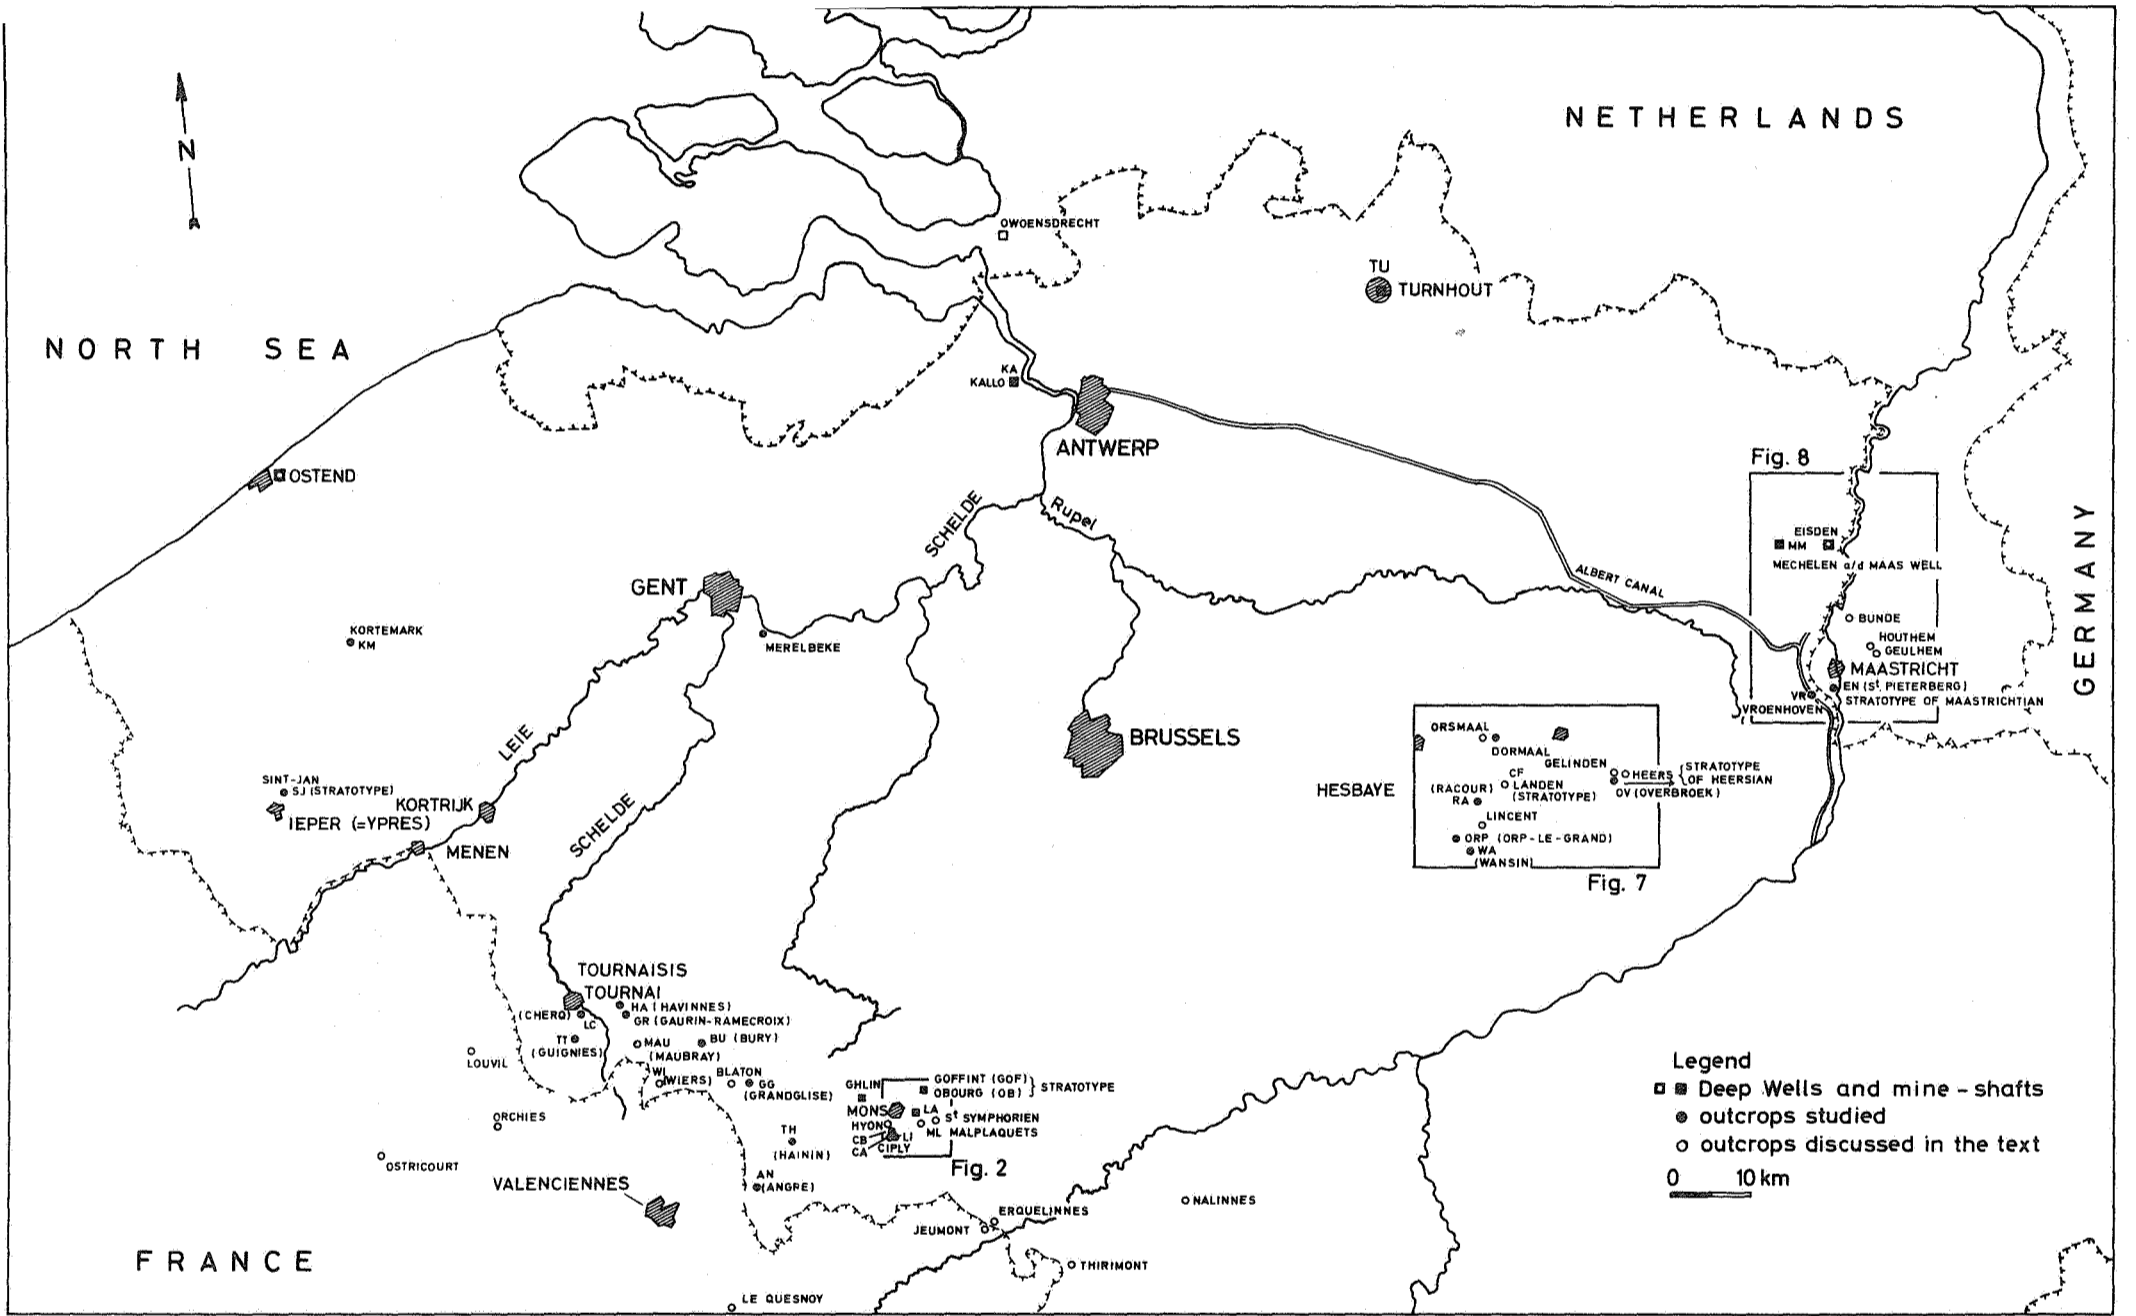 NETHERLANDS
N
OWOENSDRECHT
TU
TURNHOUT
NORTH SEA
KA
KALLO
ANTWERP
OSTEND
Fig. 8
SCHELDE
Rupel
EISDEN
MM
MECHELEN a/d MAAS WELL
GERMANY
GENT
ALBERT CANAL
BUNDE
KORTEMARK
KM
MERELBEKE
HOUTHEM
GEULHEM
MAASTRICHT
EN (St. PIETERBERG)
VR
STRATOTYPE OF MAASTRICHTIAN
VROENHOVEN
LEIE
BRUSSELS
ORSMAAL
DORMAAL
GELINDEN
HEERS
STRATOTYPE
OF HEERSIAN
OV (OVERBROEK)
HESBAYE
CF
LANDEN
(STRATOTYPE)
(RACOUR)
RA
LINCENT
ORP (ORP-LE-GRAND)
WA
(WANSIN)
Fig. 7
SINT-JAN
SJ (STRATOTYPE)
IEPER (=YPRES)
KORTRIJK
MENEN
SCHELDE
TOURNAISIS
TOURNAI
HA (HAVINNES)
(CHERQ)
LC
GR (GAURIN-RAMECROIX)
TT
(GUIGNIES)
MAU
(MAUBRAY)
BU (BURY)
LOUVIL
WI
(WIERS)
BLATON
GG
(GRANDGLISE)
GHLIN
GOFFINT (GOF)
OBOURG (OB)
STRATOTYPE
MONS
LA
St SYMPHORIEN
HYON
ML MALPLAQUETS
CB
LI
CA
CIPLY
Fig. 2
ORCHIES
TH
(HAININ)
OSTRICOURT
AN
(ANGRE)
VALENCIENNES
NALINNES
ERQUELINNES
JEUMONT
THIRIMONT
FRANCE
LE QUESNOY
Legend
Deep Wells and mine-shafts
outcrops studied
outcrops discussed in the text
0 10 km